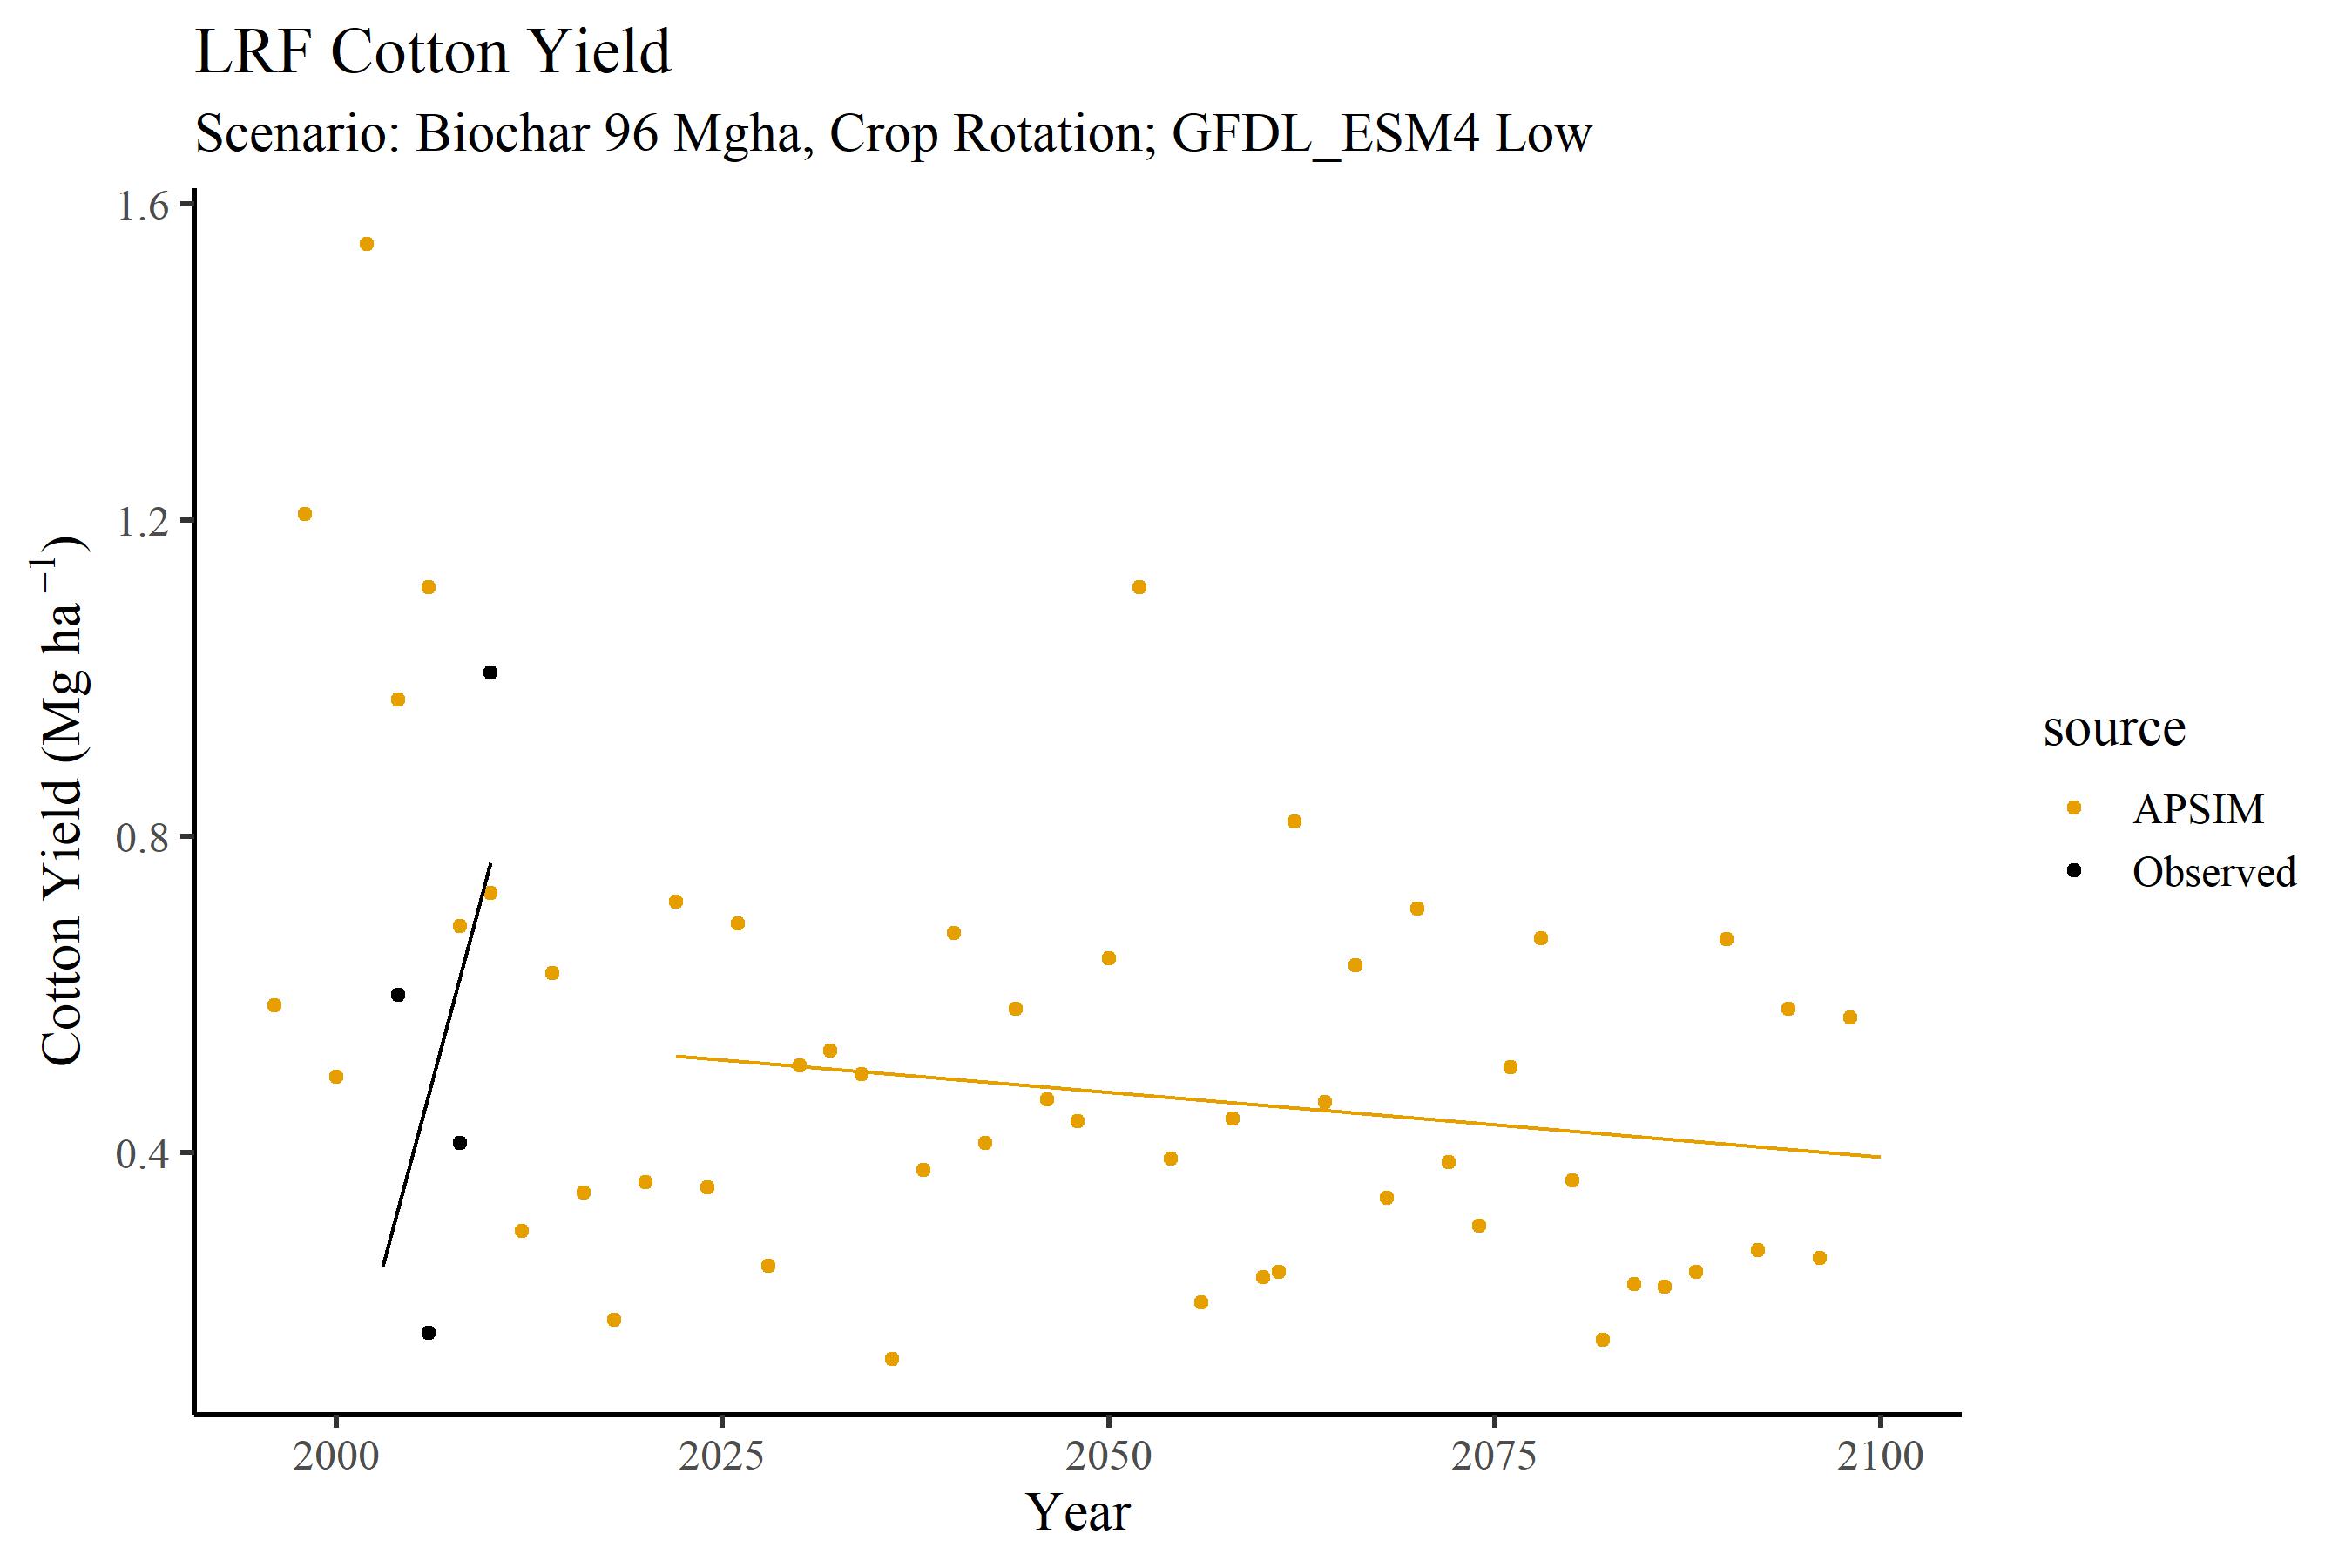 LRF Cotton Yield
Scenario: Biochar 96 Mgha, Crop Rotation; GFDL_ESM4 Low
1.6
1.2
0.8
0.4
Cotton Yield (Mg ha⁻¹)
2000 2025 2050 2075 2100
Year
source
APSIM
Observed